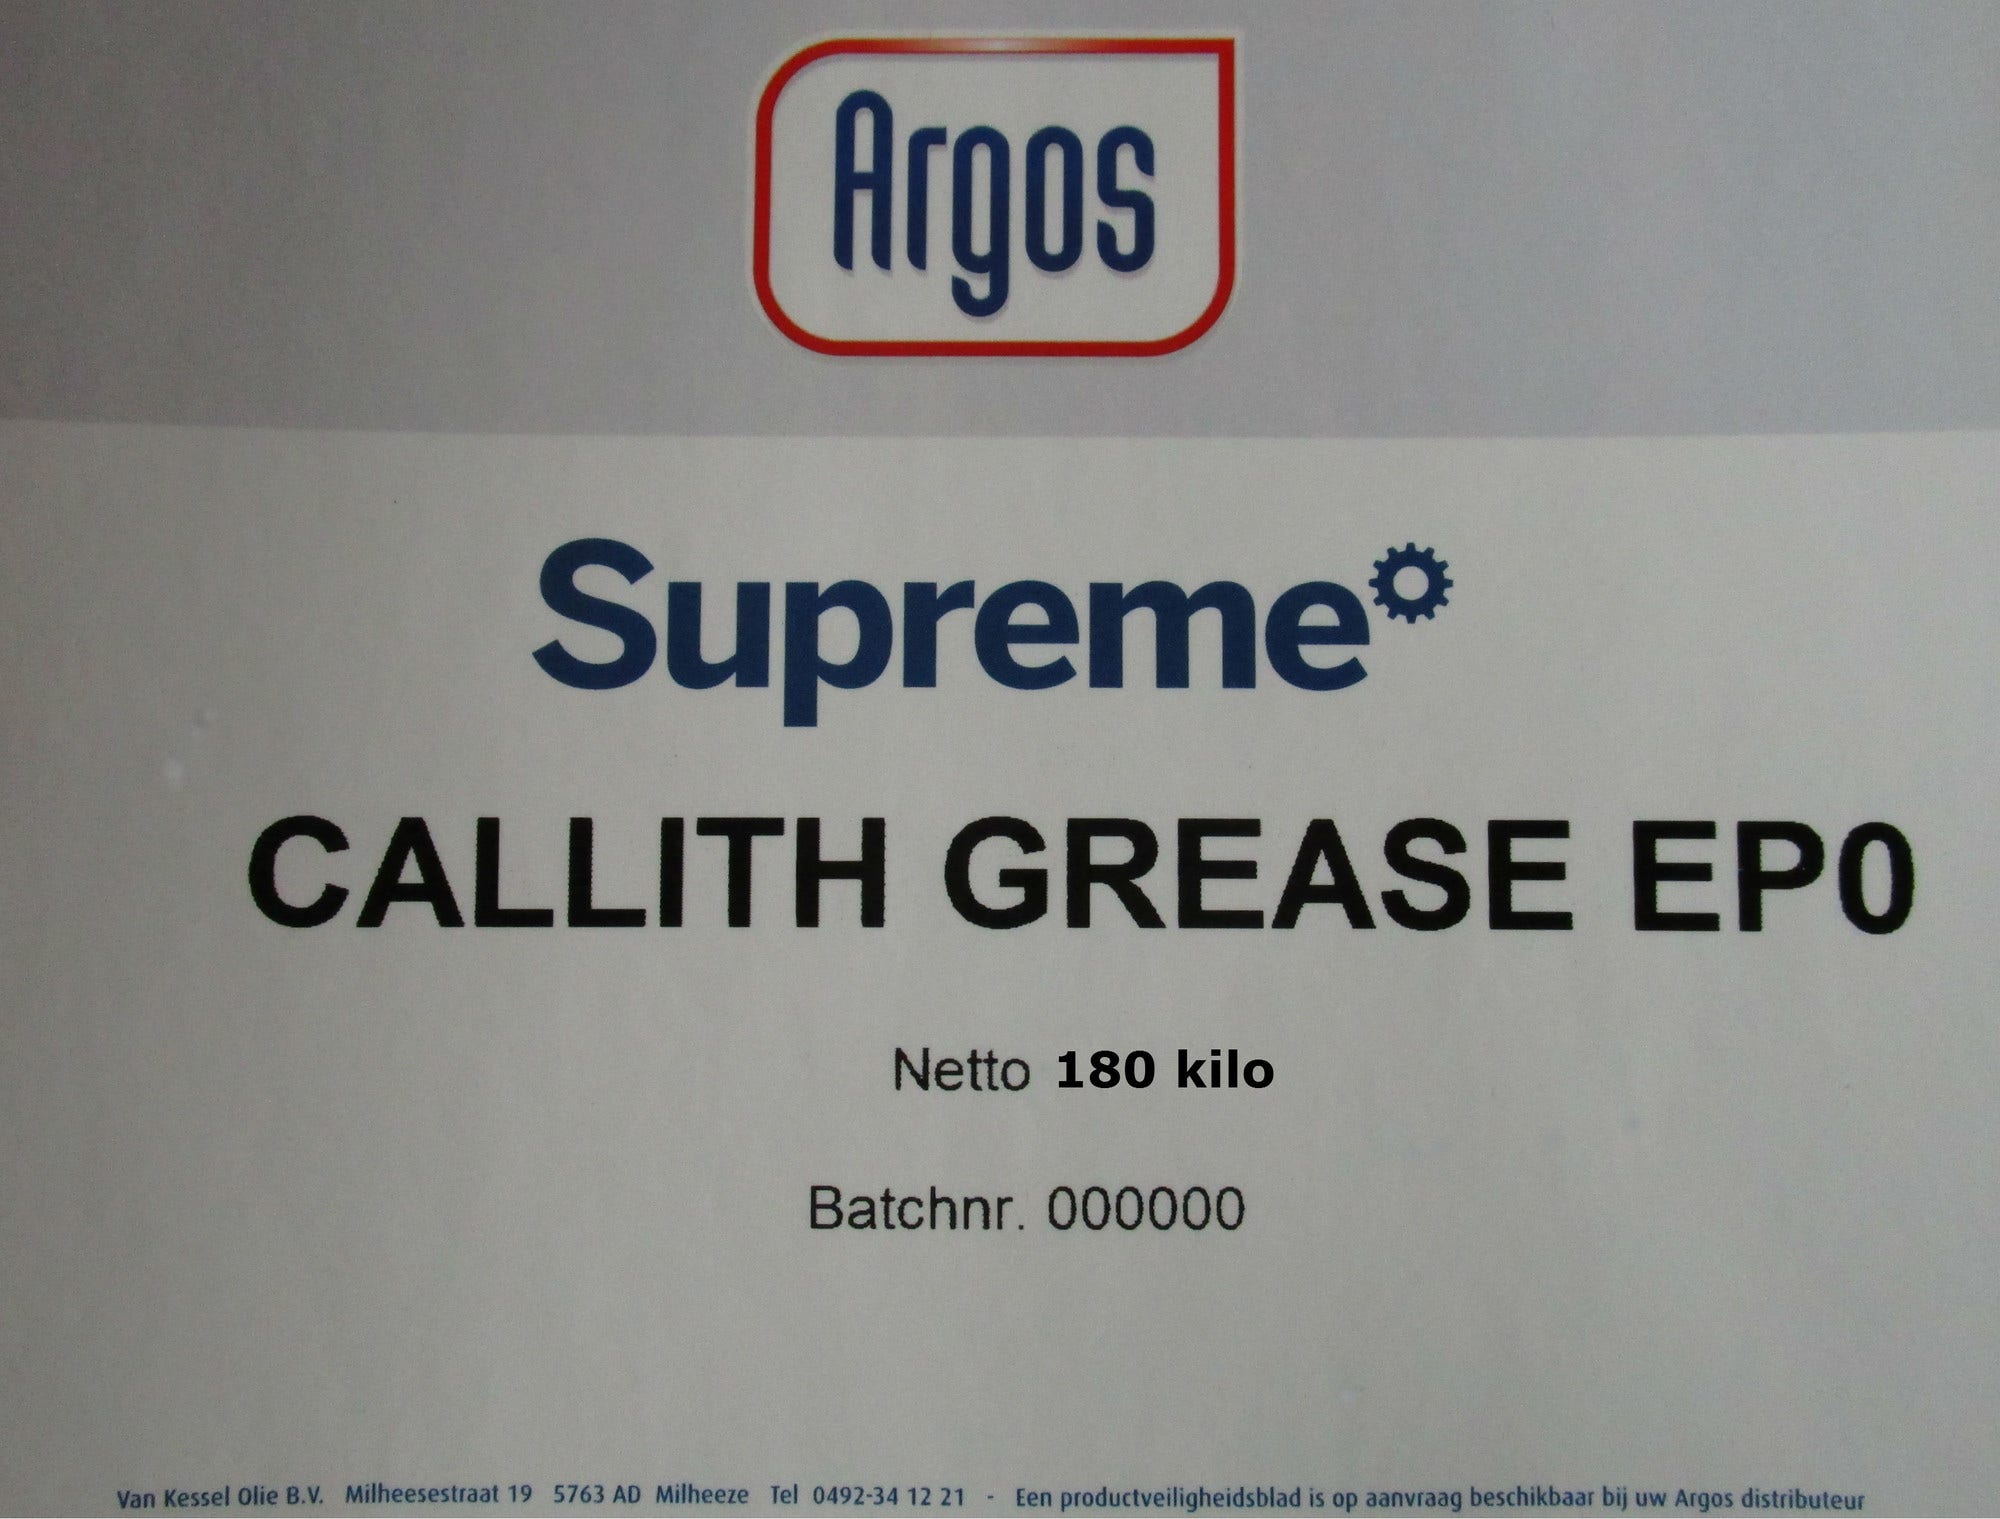 Argos
Supreme
CALLITH GREASE EP0
Netto 180 kilo
Batchnr. 000000
Van Kessel Olie B.V. Milheesestraat 19 5763 AD Milheeze Tel 0492-34 12 21 - Een productveiligheidsblad is op aanvraag beschikbaar bij uw Argos distributeur